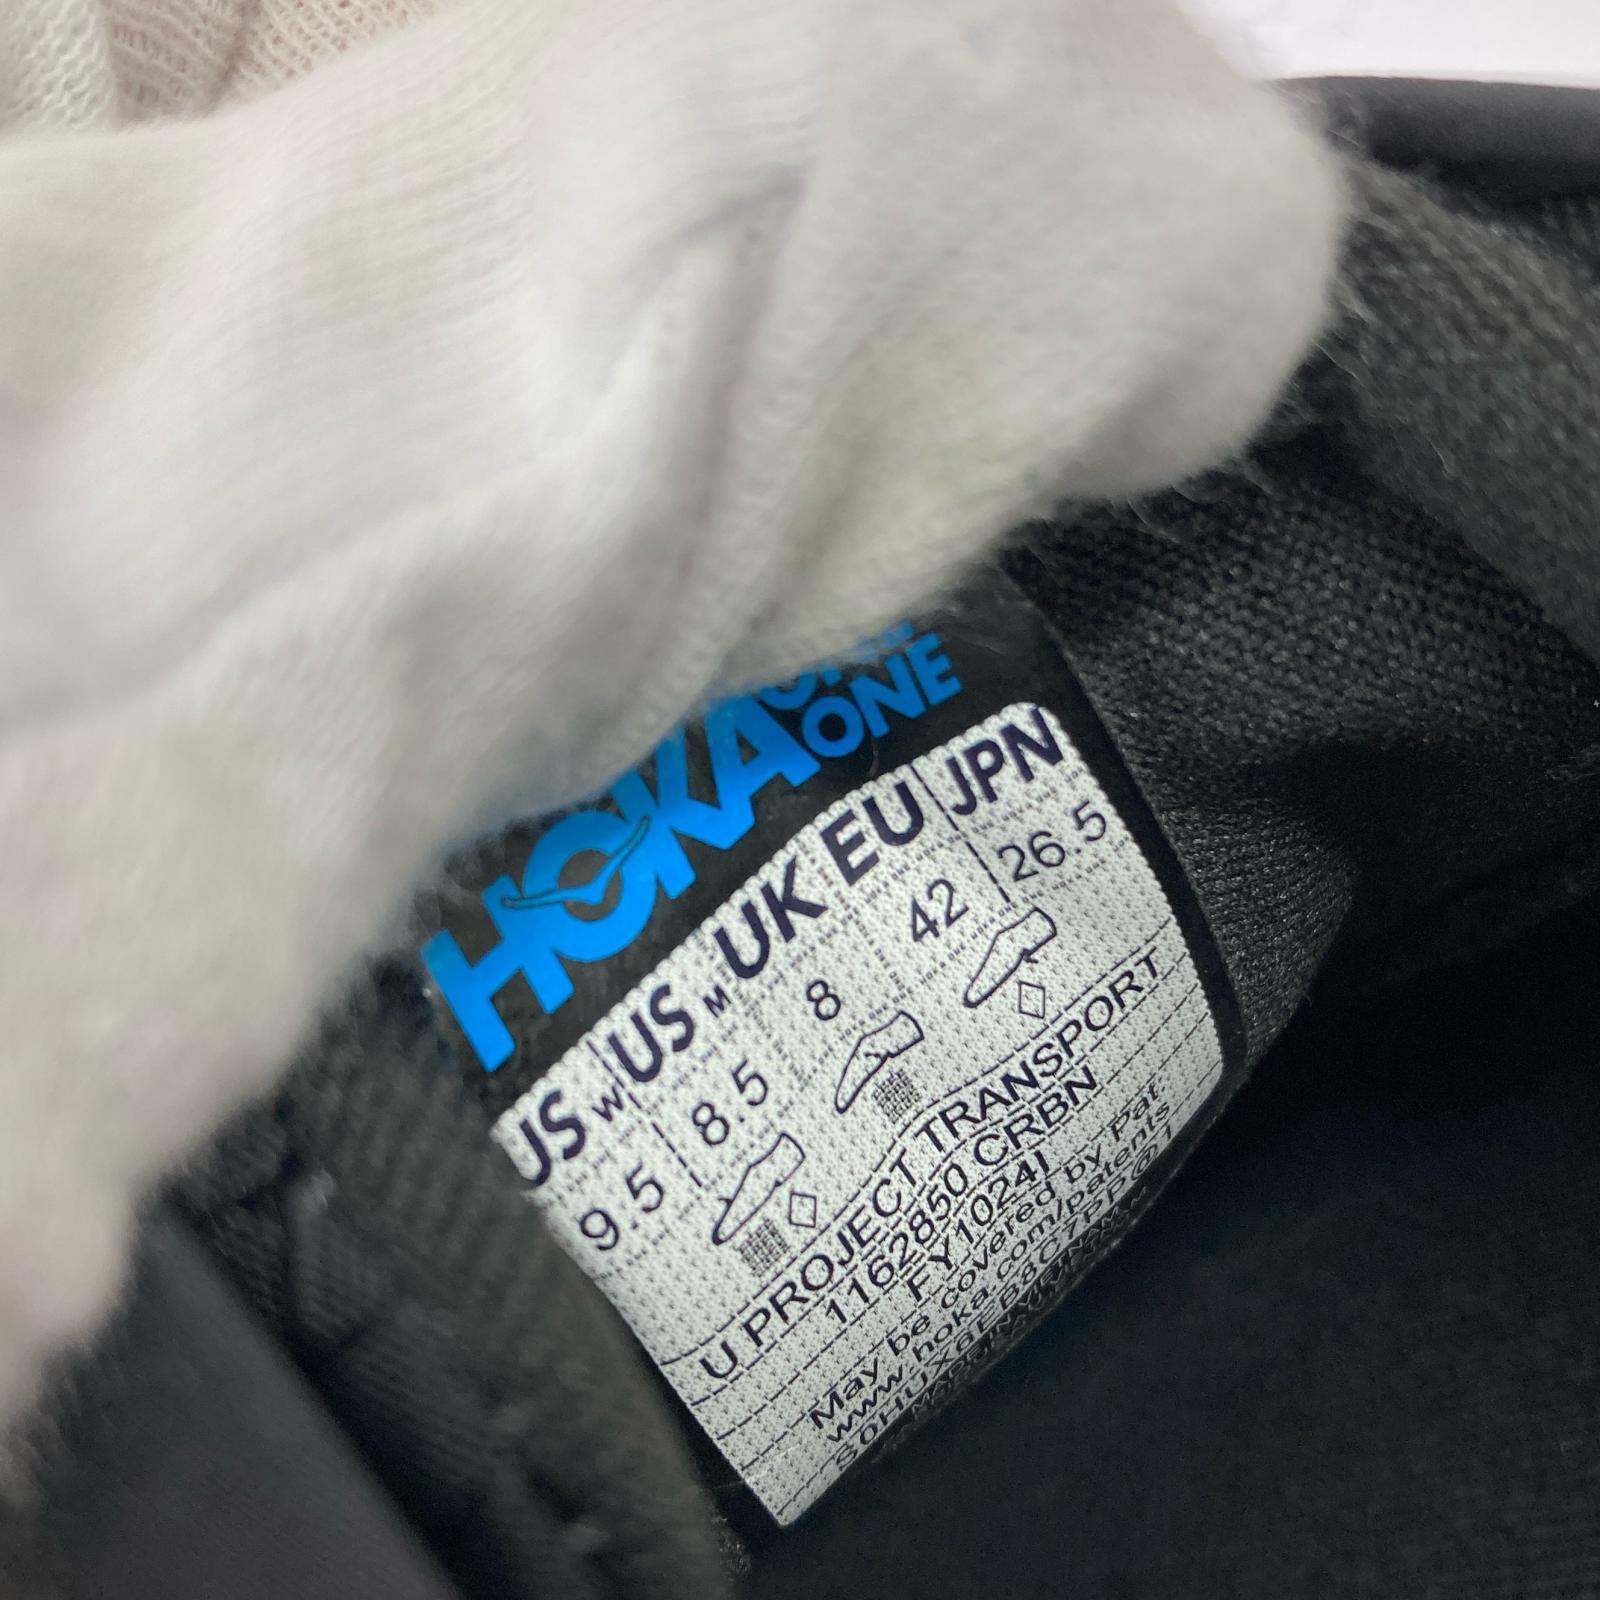 HOKA ONE ONE
US W US M UK EU JPN
9.5 8.5 8 42 26.5
U PROJECT TRANSPORT
1162850 CRBN
FY10024I
May be covered by pat:
www.hoka.com/patents